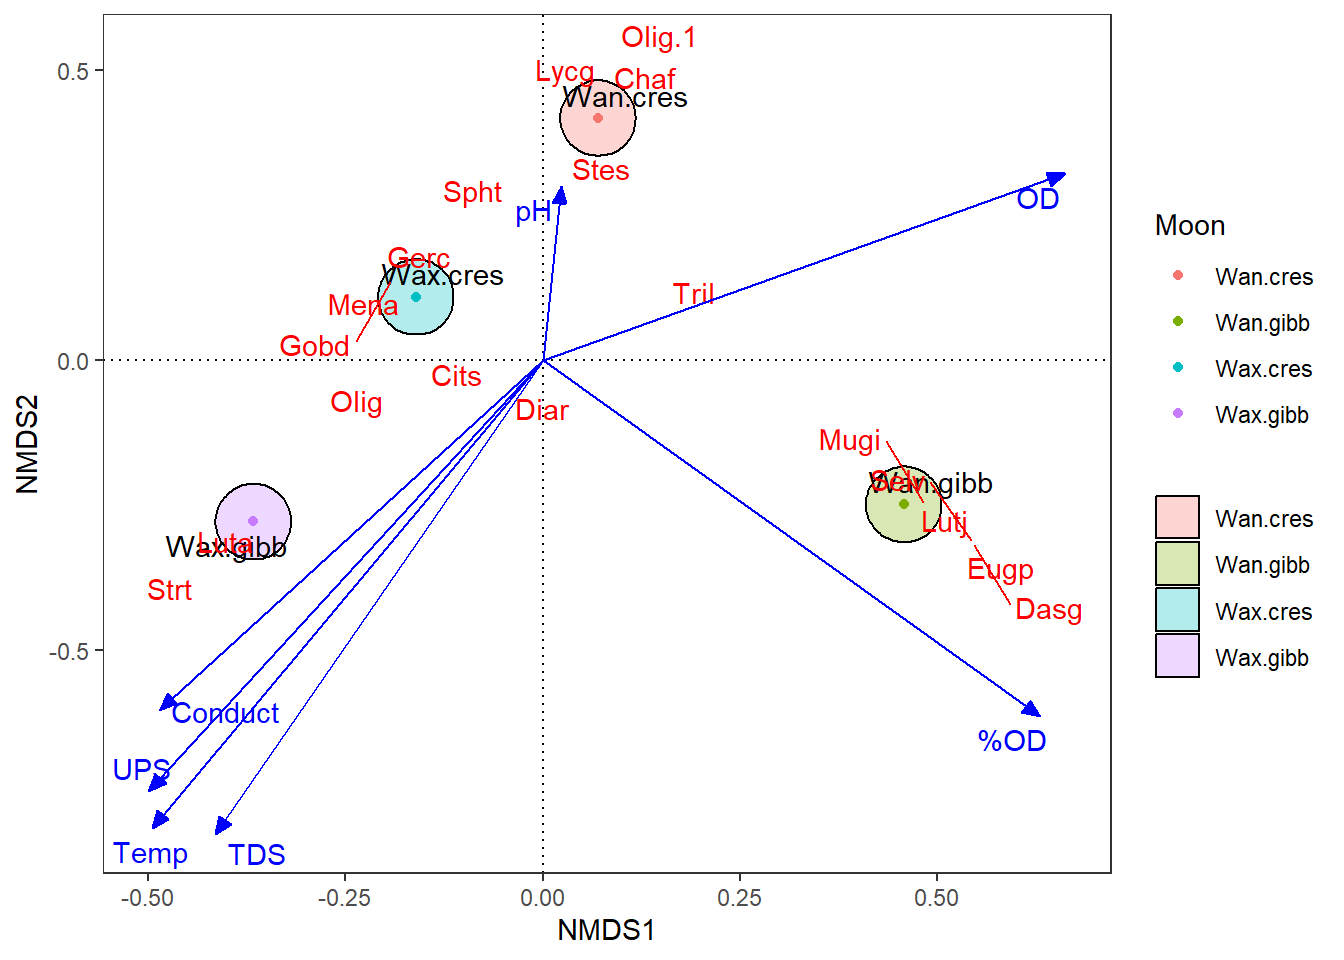 Olig.1
Lycg
Chaf
0.5
Wan.cres
Stes
Spht
pH
OD
Gerc
Wax.cres
Mena
Tril
Gobd
0.0
Cits
Olig
Diar
Mugi
Selv
Wan.gibb
Lutj
Luta
Wax.gibb
Eugp
Strt
Dasg
-0.5
Conduct
%OD
UPS
Temp
TDS
-0.50
-0.25
0.00
0.25
0.50
NMDS1
NMDS2
Moon
Wan.cres
Wan.gibb
Wax.cres
Wax.gibb
Wan.cres
Wan.gibb
Wax.cres
Wax.gibb